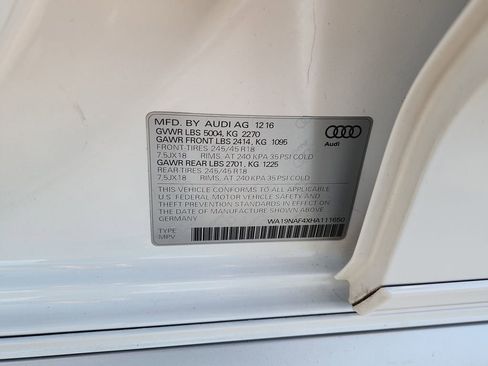 MFD. BY AUDI AG 12 16
GVWR LBS 5004, KG 2270
GAWR FRONT LBS 2414, KG 1095
FRONT-TIRES 245/45 R18
7,5JX18 RIMS, AT 240 KPA 35 PSI COLD
GAWR REAR LBS 2701, KG 1225
REAR-TIRES 245/45 R18
7,5JX18 RIMS, AT 240 KPA 35 PSI COLD
THIS VEHICLE CONFORMS TO ALL APPLICABLE
U.S. FEDERAL MOTOR VEHICLE SAFETY, BUMPER AND
THEFT PREVENTION STANDARDS IN EFFECT ON
THE DATE OF MANUFACTURE SHOWN ABOVE.
GERMANY
WA19NAF4XHA111650
TYPE:
MPV
Audi